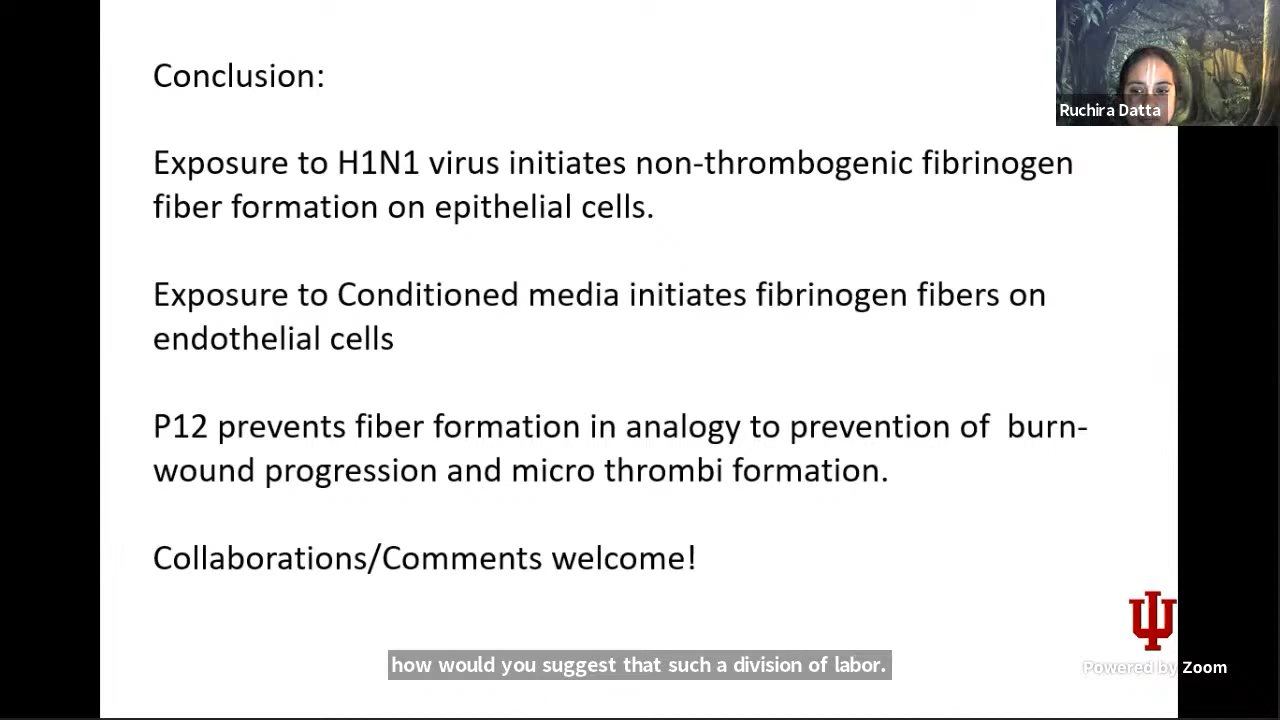 Conclusion:
Ruchira Datta
Exposure to H1N1 virus initiates non-thrombogenic fibrinogen
fiber formation on epithelial cells.
Exposure to Conditioned media initiates fibrinogen fibers on
endothelial cells
P12 prevents fiber formation in analogy to prevention of  burn-
wound progression and micro thrombi formation.
Collaborations/Comments welcome!
how would you suggest that such a division of labor.
Powered by Zoom